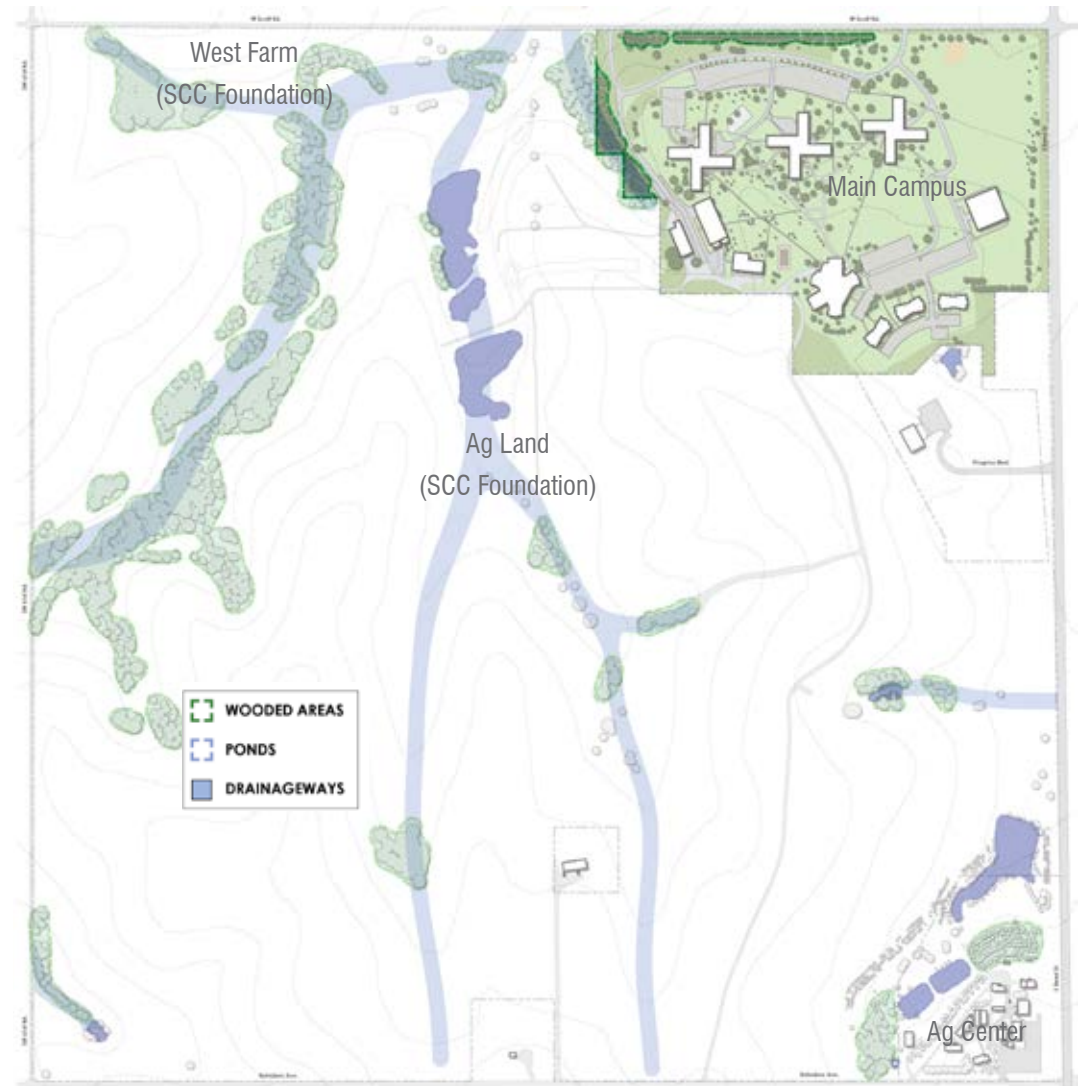 West Farm
(SCC Foundation)
Main Campus
Ag Land
(SCC Foundation)
WOODED AREAS
PONDS
DRAINAGEWAYS
Ag Center